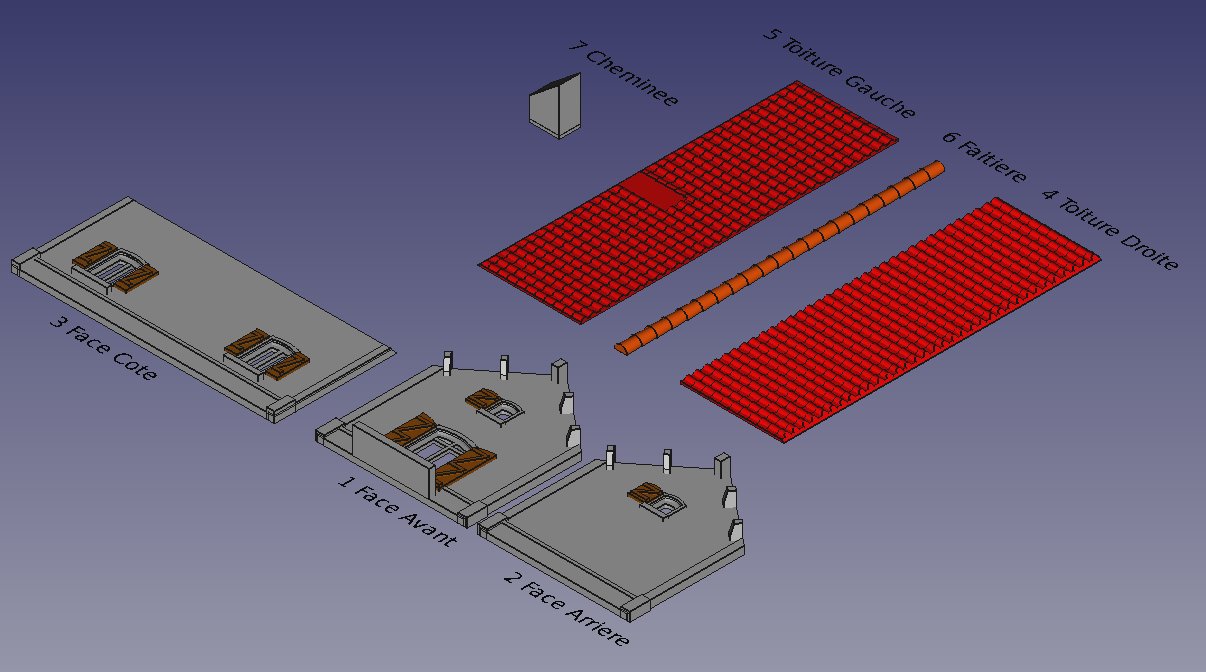 7 Cheminee
5 Toiture Gauche
6 Faitiere
4 Toiture Droite
3 Face Cote
1 Face Avant
2 Face Arriere